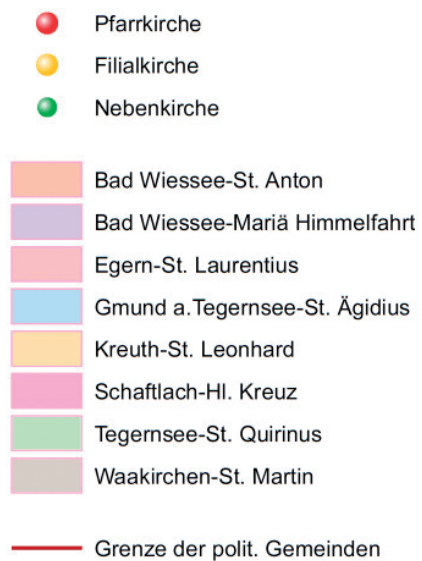 Pfarrkirche
Filialkirche
Nebenkirche
Bad Wiessee-St. Anton
Bad Wiessee-Mariä Himmelfahrt
Egern-St. Laurentius
Gmund a.Tegernsee-St. Ägidius
Kreuth-St. Leonhard
Schaftlach-Hl. Kreuz
Tegernsee-St. Quirinus
Waakirchen-St. Martin
Grenze der polit. Gemeinden